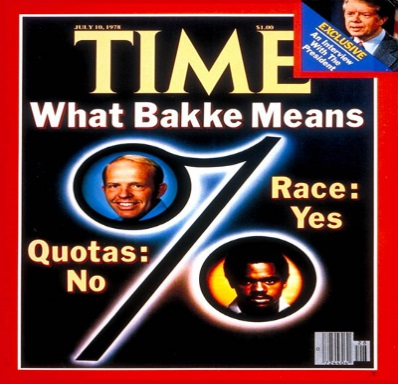 JULY 10, 1978
$1.00
TIME
EXCLUSIVE
An Interview
With The
President
What Bakke Means
Race:
Yes
Quotas:
No